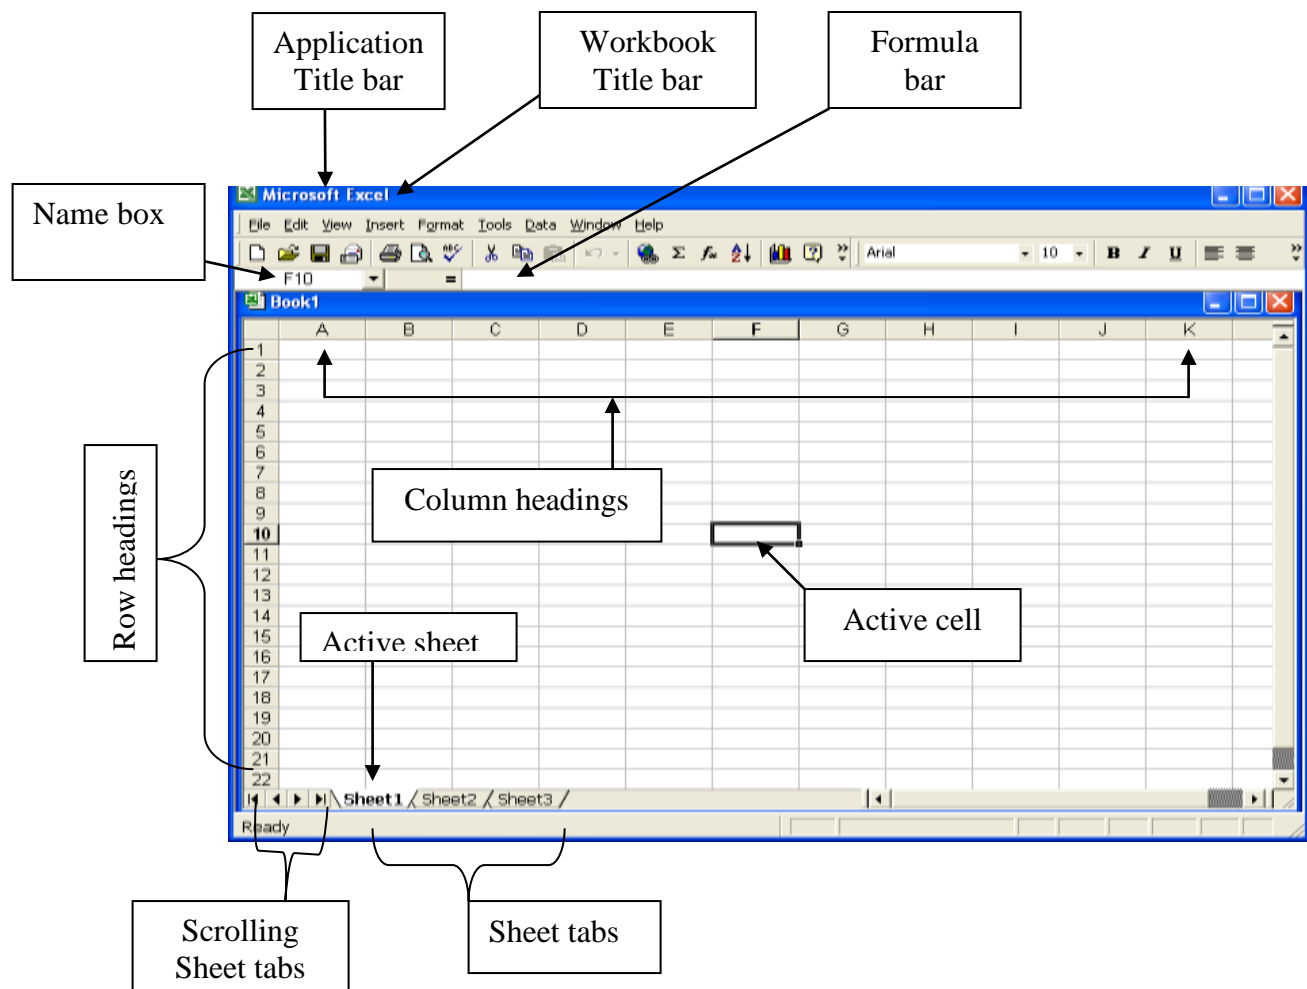 Application
Title bar
Workbook
Title bar
Formula
bar
Name box
Microsoft Excel
File Edit View Insert Format Tools Data Window Help
Arial 10 B I U
F10 =
Book1
A B C D E F G H I J K
1
2
3
4
5
6
7
8
9
10
11
12
13
14
15
16
17
18
19
20
21
22
Row headings
Column headings
Active cell
Active sheet
Sheet1 Sheet2 Sheet3
Ready
Scrolling
Sheet tabs
Sheet tabs